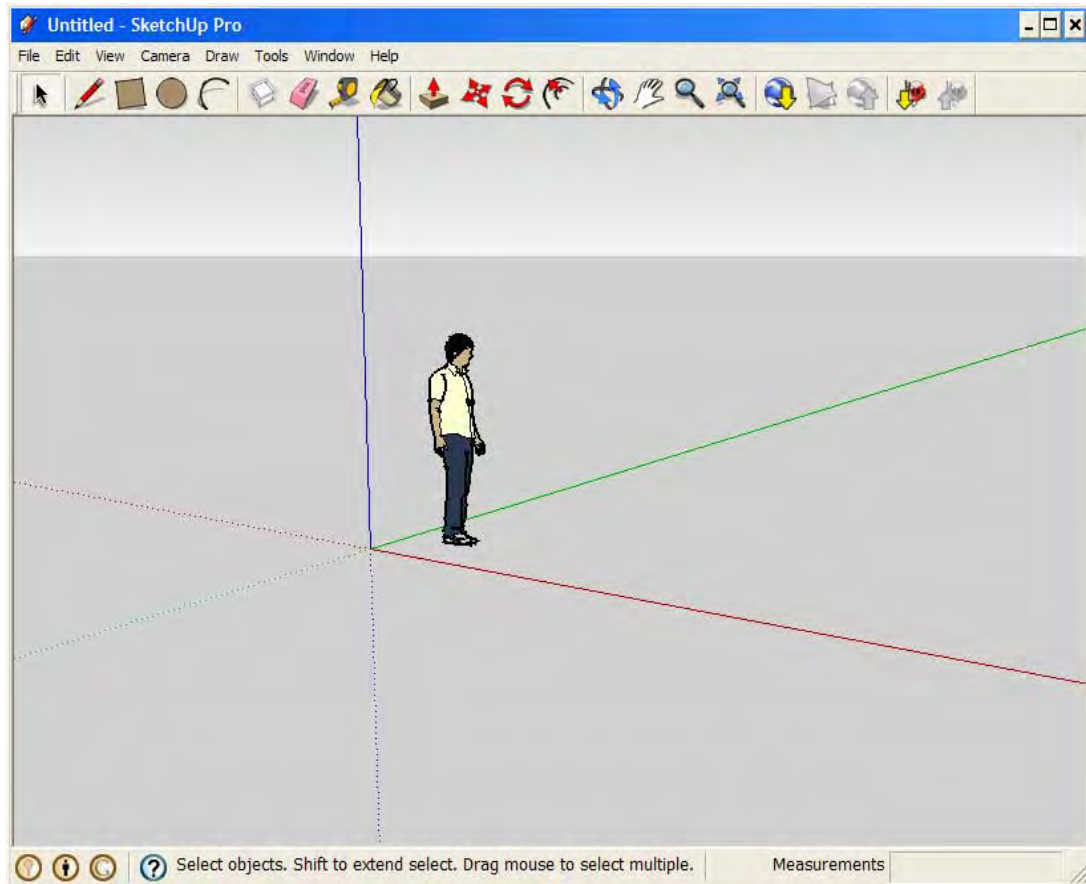 Untitled - SketchUp Pro
File Edit View Camera Draw Tools Window Help
Select objects. Shift to extend select. Drag mouse to select multiple. Measurements